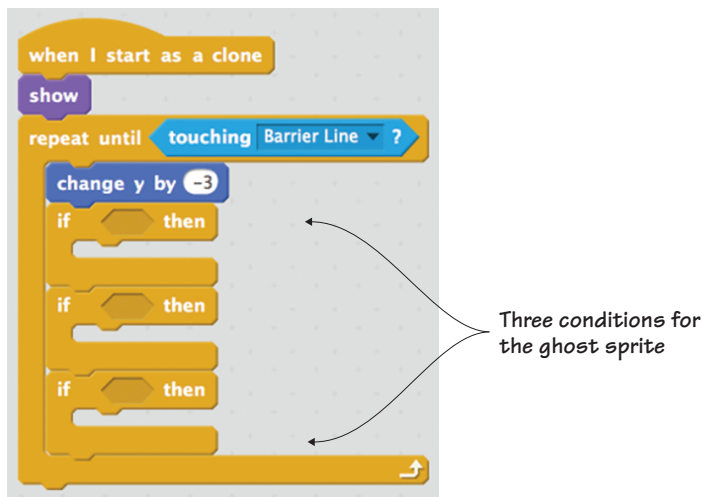 when I start as a clone
show
repeat until touching Barrier Line ?
change y by -3
if then
if then
if then
Three conditions for
the ghost sprite